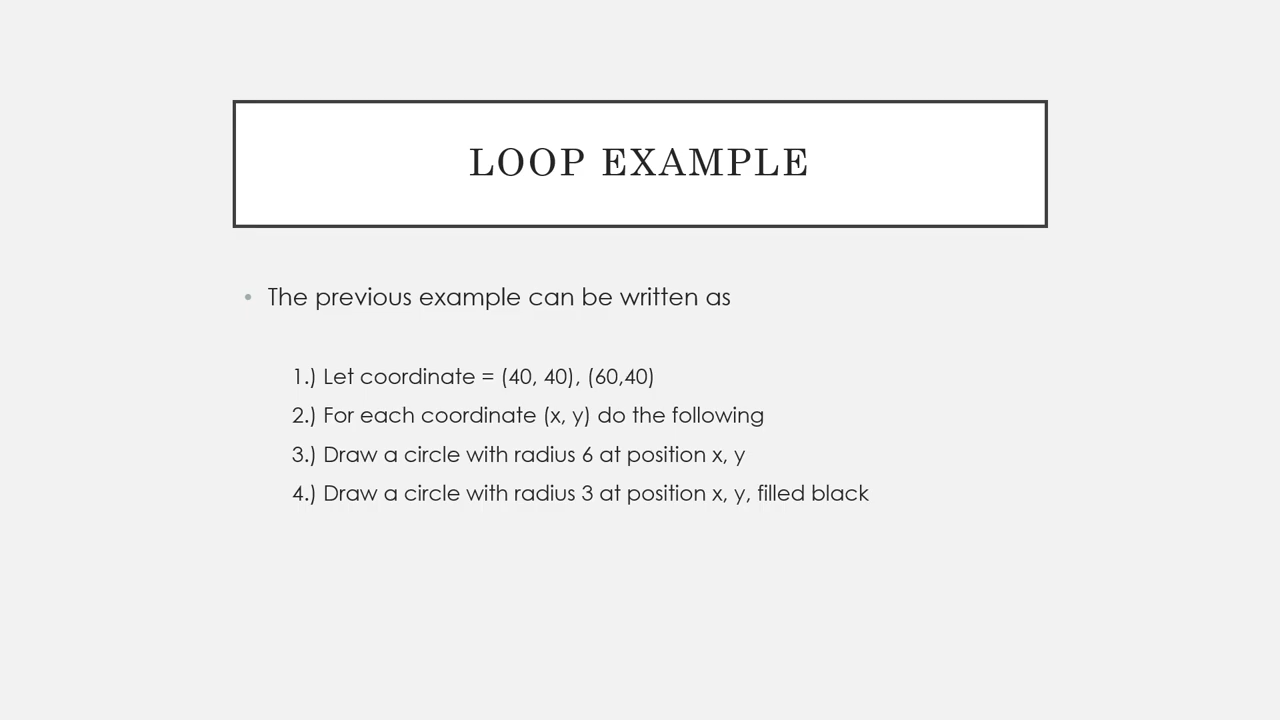 LOOP EXAMPLE
• The previous example can be written as
1.) Let coordinate = (40, 40), (60,40)
2.) For each coordinate (x, y) do the following
3.) Draw a circle with radius 6 at position x, y
4.) Draw a circle with radius 3 at position x, y, filled black